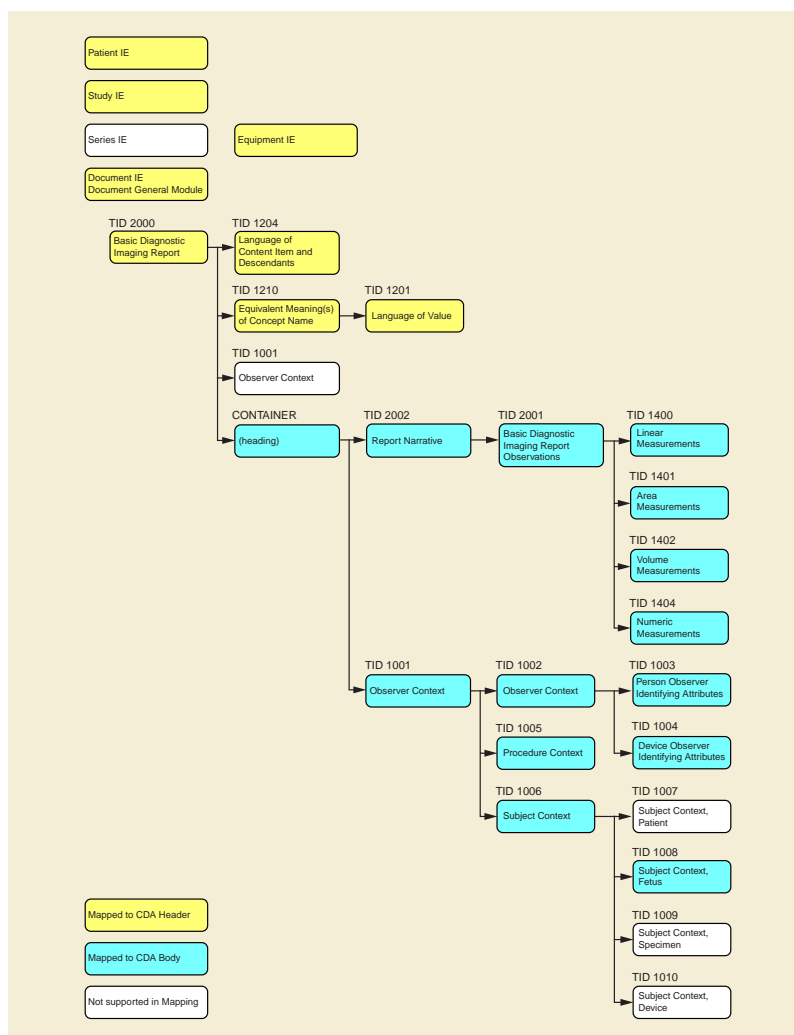 Patient IE
Study IE
Series IE
Equipment IE
Document IE
Document General Module
TID 2000
TID 1204
Basic Diagnostic
Imaging Report
Language of
Content Item and
Descendants
TID 1210
TID 1201
Equivalent Meaning(s)
of Concept Name
Language of Value
TID 1001
Observer Context
CONTAINER
TID 2002
TID 2001
TID 1400
(heading)
Report Narrative
Basic Diagnostic
Imaging Report
Observations
Linear
Measurements
TID 1401
Area
Measurements
TID 1402
Volume
Measurements
TID 1404
Numeric
Measurements
TID 1001
TID 1002
TID 1003
Observer Context
Observer Context
Person Observer
Identifying Attributes
TID 1005
TID 1004
Procedure Context
Device Observer
Identifying Attributes
TID 1006
TID 1007
Subject Context
Subject Context,
Patient
TID 1008
Subject Context,
Fetus
TID 1009
Subject Context,
Specimen
TID 1010
Subject Context,
Device
Mapped to CDA Header
Mapped to CDA Body
Not supported in Mapping